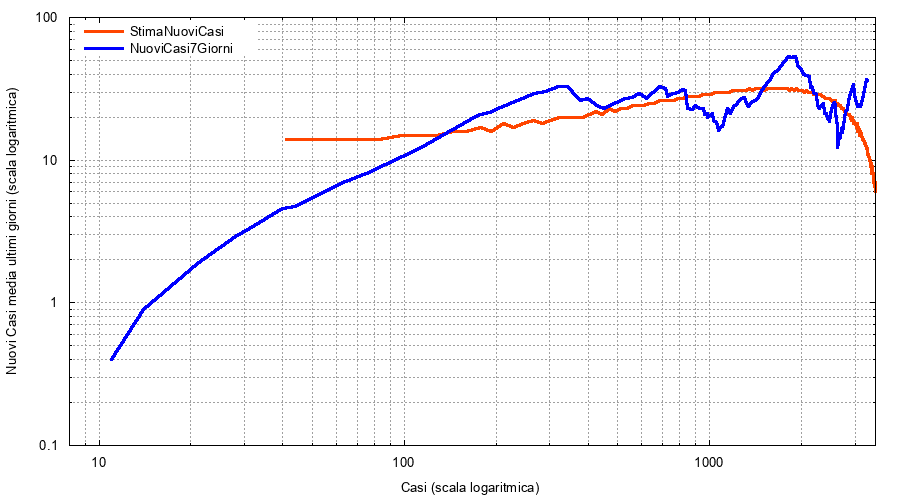 100
StimaNuoviCasi
NuoviCasi7Giorni
10
1
0.1
Nuovi Casi media ultimi giorni (scala logaritmica)
10
100
1000
Casi (scala logaritmica)